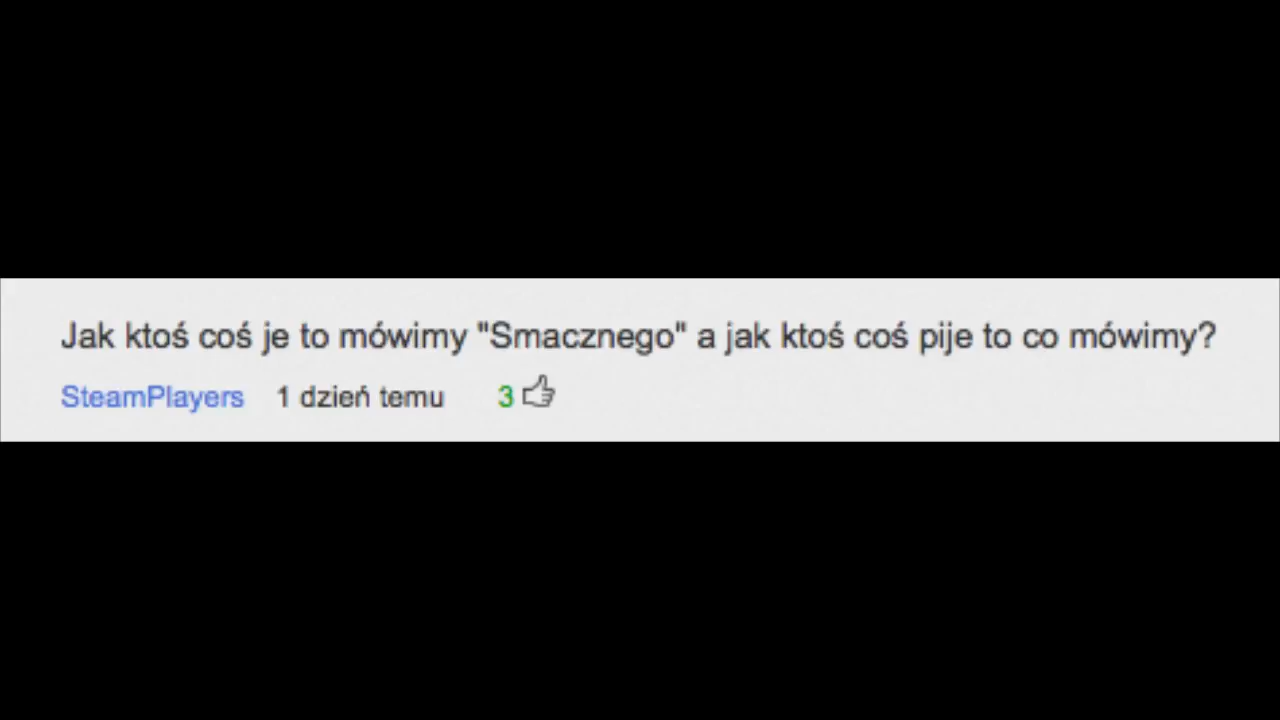 Jak ktoś coś je to mówimy "Smacznego" a jak ktoś coś pije to co mówimy?
SteamPlayers 1 dzień temu 3